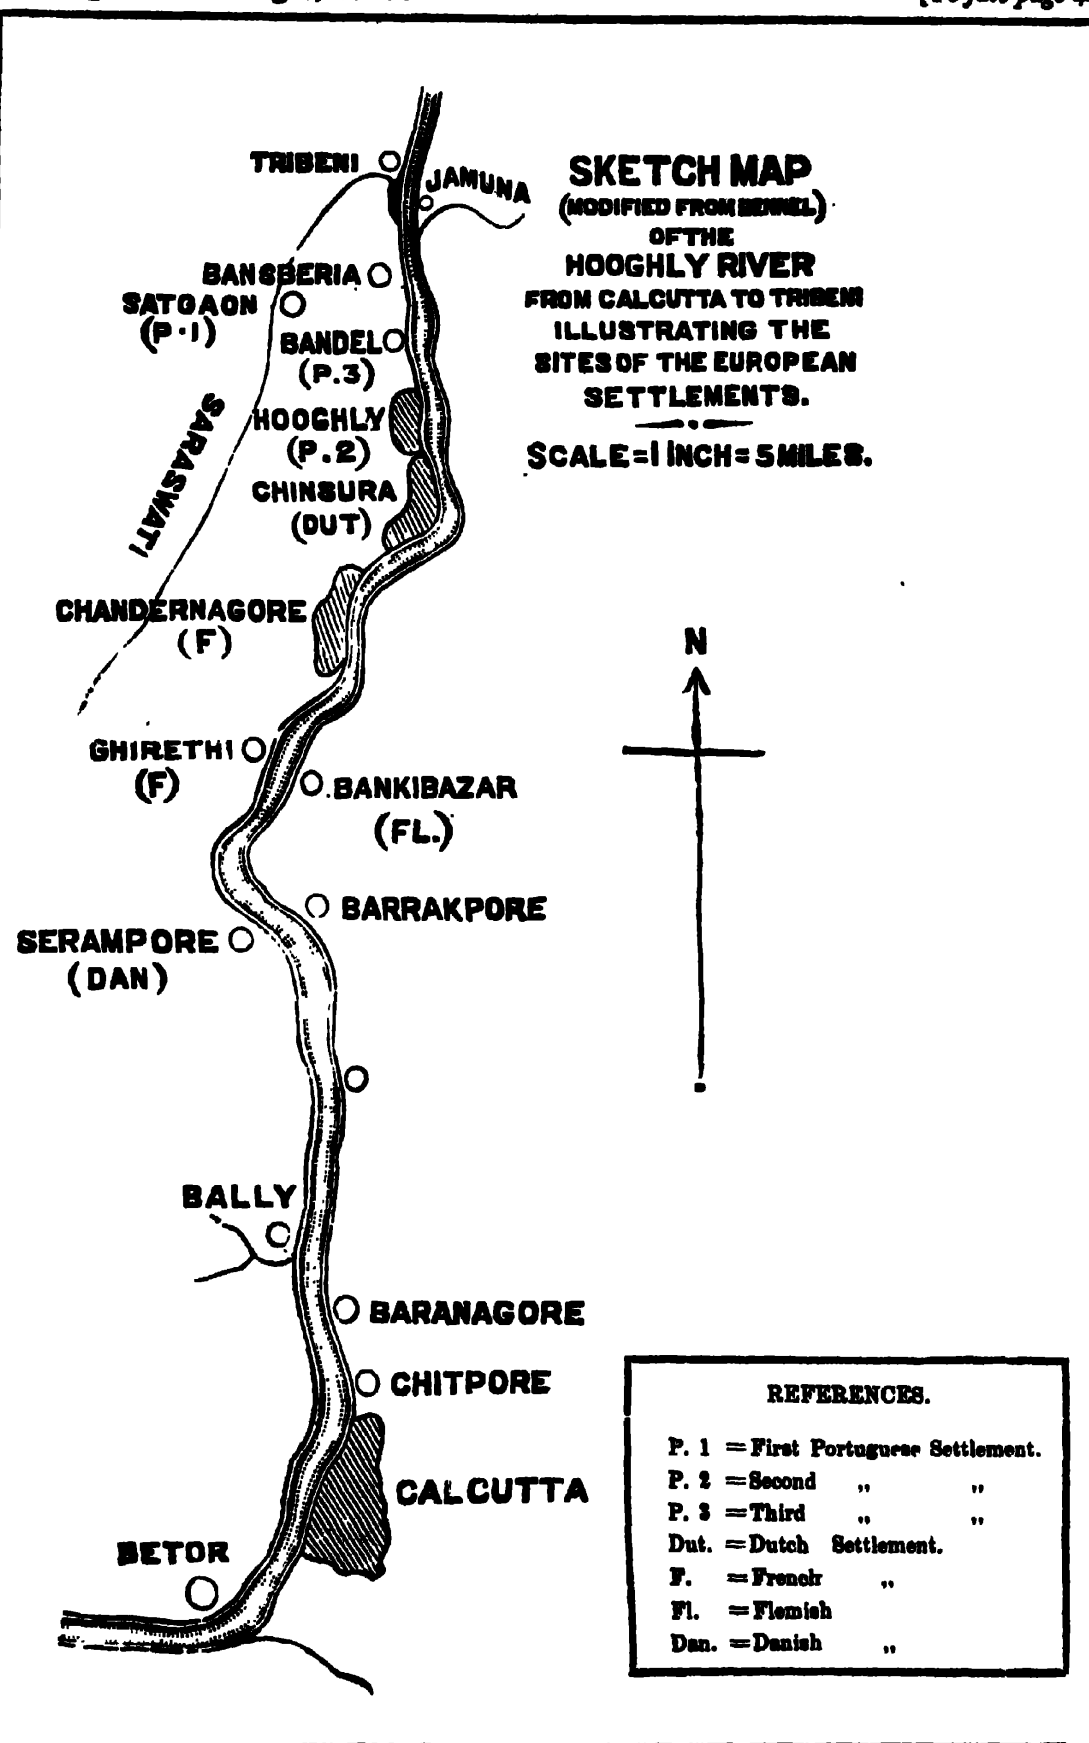 TRIBENI
JAMUNA
SKETCH MAP
(MODIFIED FROM RENNEL)
OF THE
HOOGHLY RIVER
FROM CALCUTTA TO TRIBENI
ILLUSTRATING THE
SITES OF THE EUROPEAN
SETTLEMENTS.
SCALE=1 INCH=5 MILES.
BANSBERIA
SATGAON
(P.1)
BANDEL
(P.3)
SARASWATI
HOOGHLY
(P.2)
CHINSURA
(DUT)
CHANDERNAGORE
(F)
N
GHIRETHI
(F)
BANKIBAZAR
(FL.)
BARRAKPORE
SERAMPORE
(DAN)
BALLY
BARANAGORE
CHITPORE
CALCUTTA
BETOR
REFERENCES.
P. 1 =First Portuguese Settlement.
P. 2 =Second „ „
P. 3 =Third „ „
Dut. =Dutch Settlement.
F. =French „
Fl. =Flemish
Dan. =Danish „